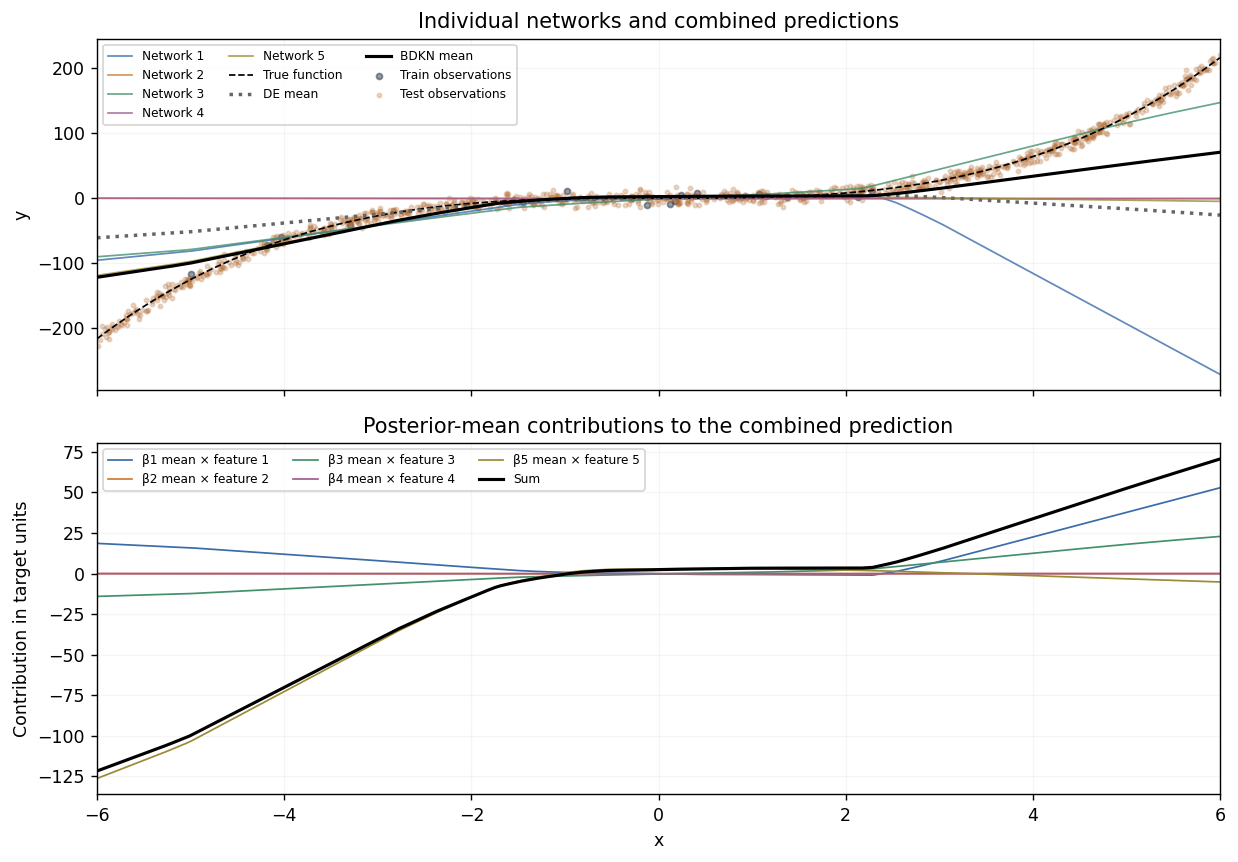 Individual networks and combined predictions
Network 1
Network 2
Network 3
Network 4
Network 5
True function
DE mean
BDKN mean
Train observations
Test observations
200
100
0
−100
−200
y
Posterior-mean contributions to the combined prediction
β1 mean × feature 1
β2 mean × feature 2
β3 mean × feature 3
β4 mean × feature 4
β5 mean × feature 5
Sum
75
50
25
0
−25
−50
−75
−100
−125
Contribution in target units
−6 −4 −2 0 2 4 6
x